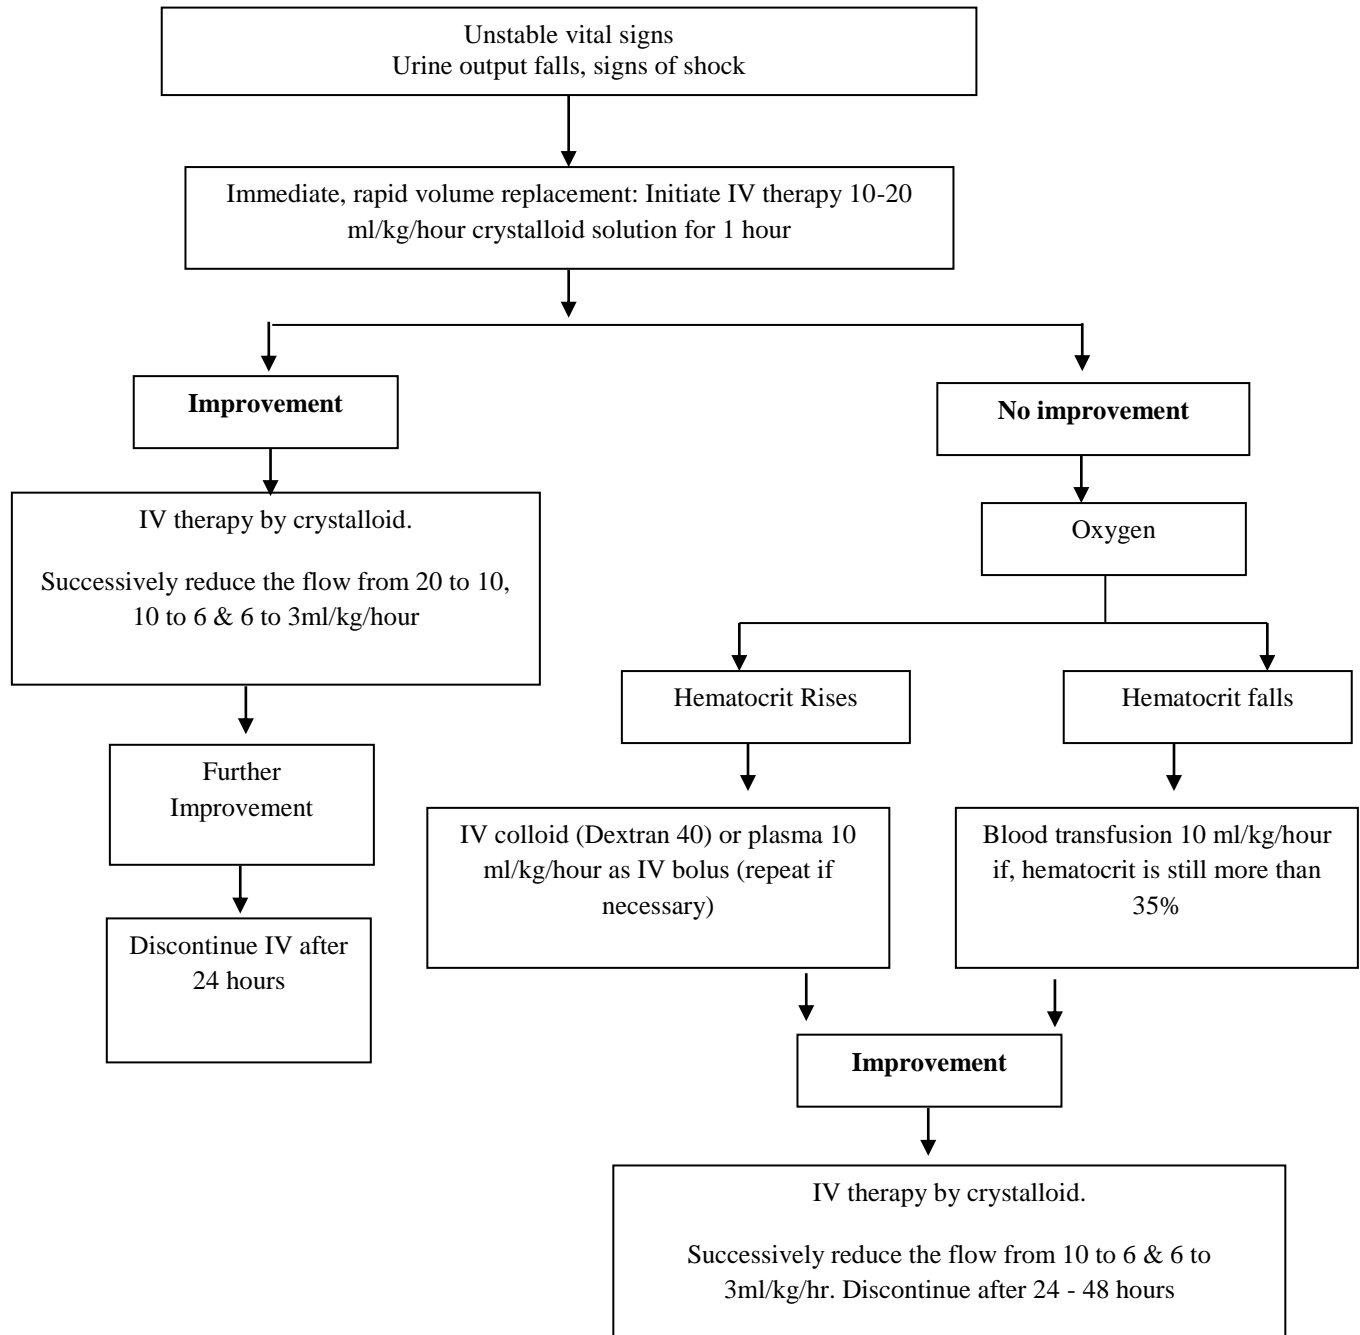 Unstable vital signs
Urine output falls, signs of shock
Immediate, rapid volume replacement: Initiate IV therapy 10-20
ml/kg/hour crystalloid solution for 1 hour
Improvement
No improvement
IV therapy by crystalloid.
Successively reduce the flow from 20 to 10,
10 to 6 & 6 to 3ml/kg/hour
Oxygen
Further
Improvement
Hematocrit Rises
Hematocrit falls
Discontinue IV after
24 hours
IV colloid (Dextran 40) or plasma 10
ml/kg/hour as IV bolus (repeat if
necessary)
Blood transfusion 10 ml/kg/hour
if, hematocrit is still more than
35%
Improvement
IV therapy by crystalloid.
Successively reduce the flow from 10 to 6 & 6 to
3ml/kg/hr. Discontinue after 24 - 48 hours